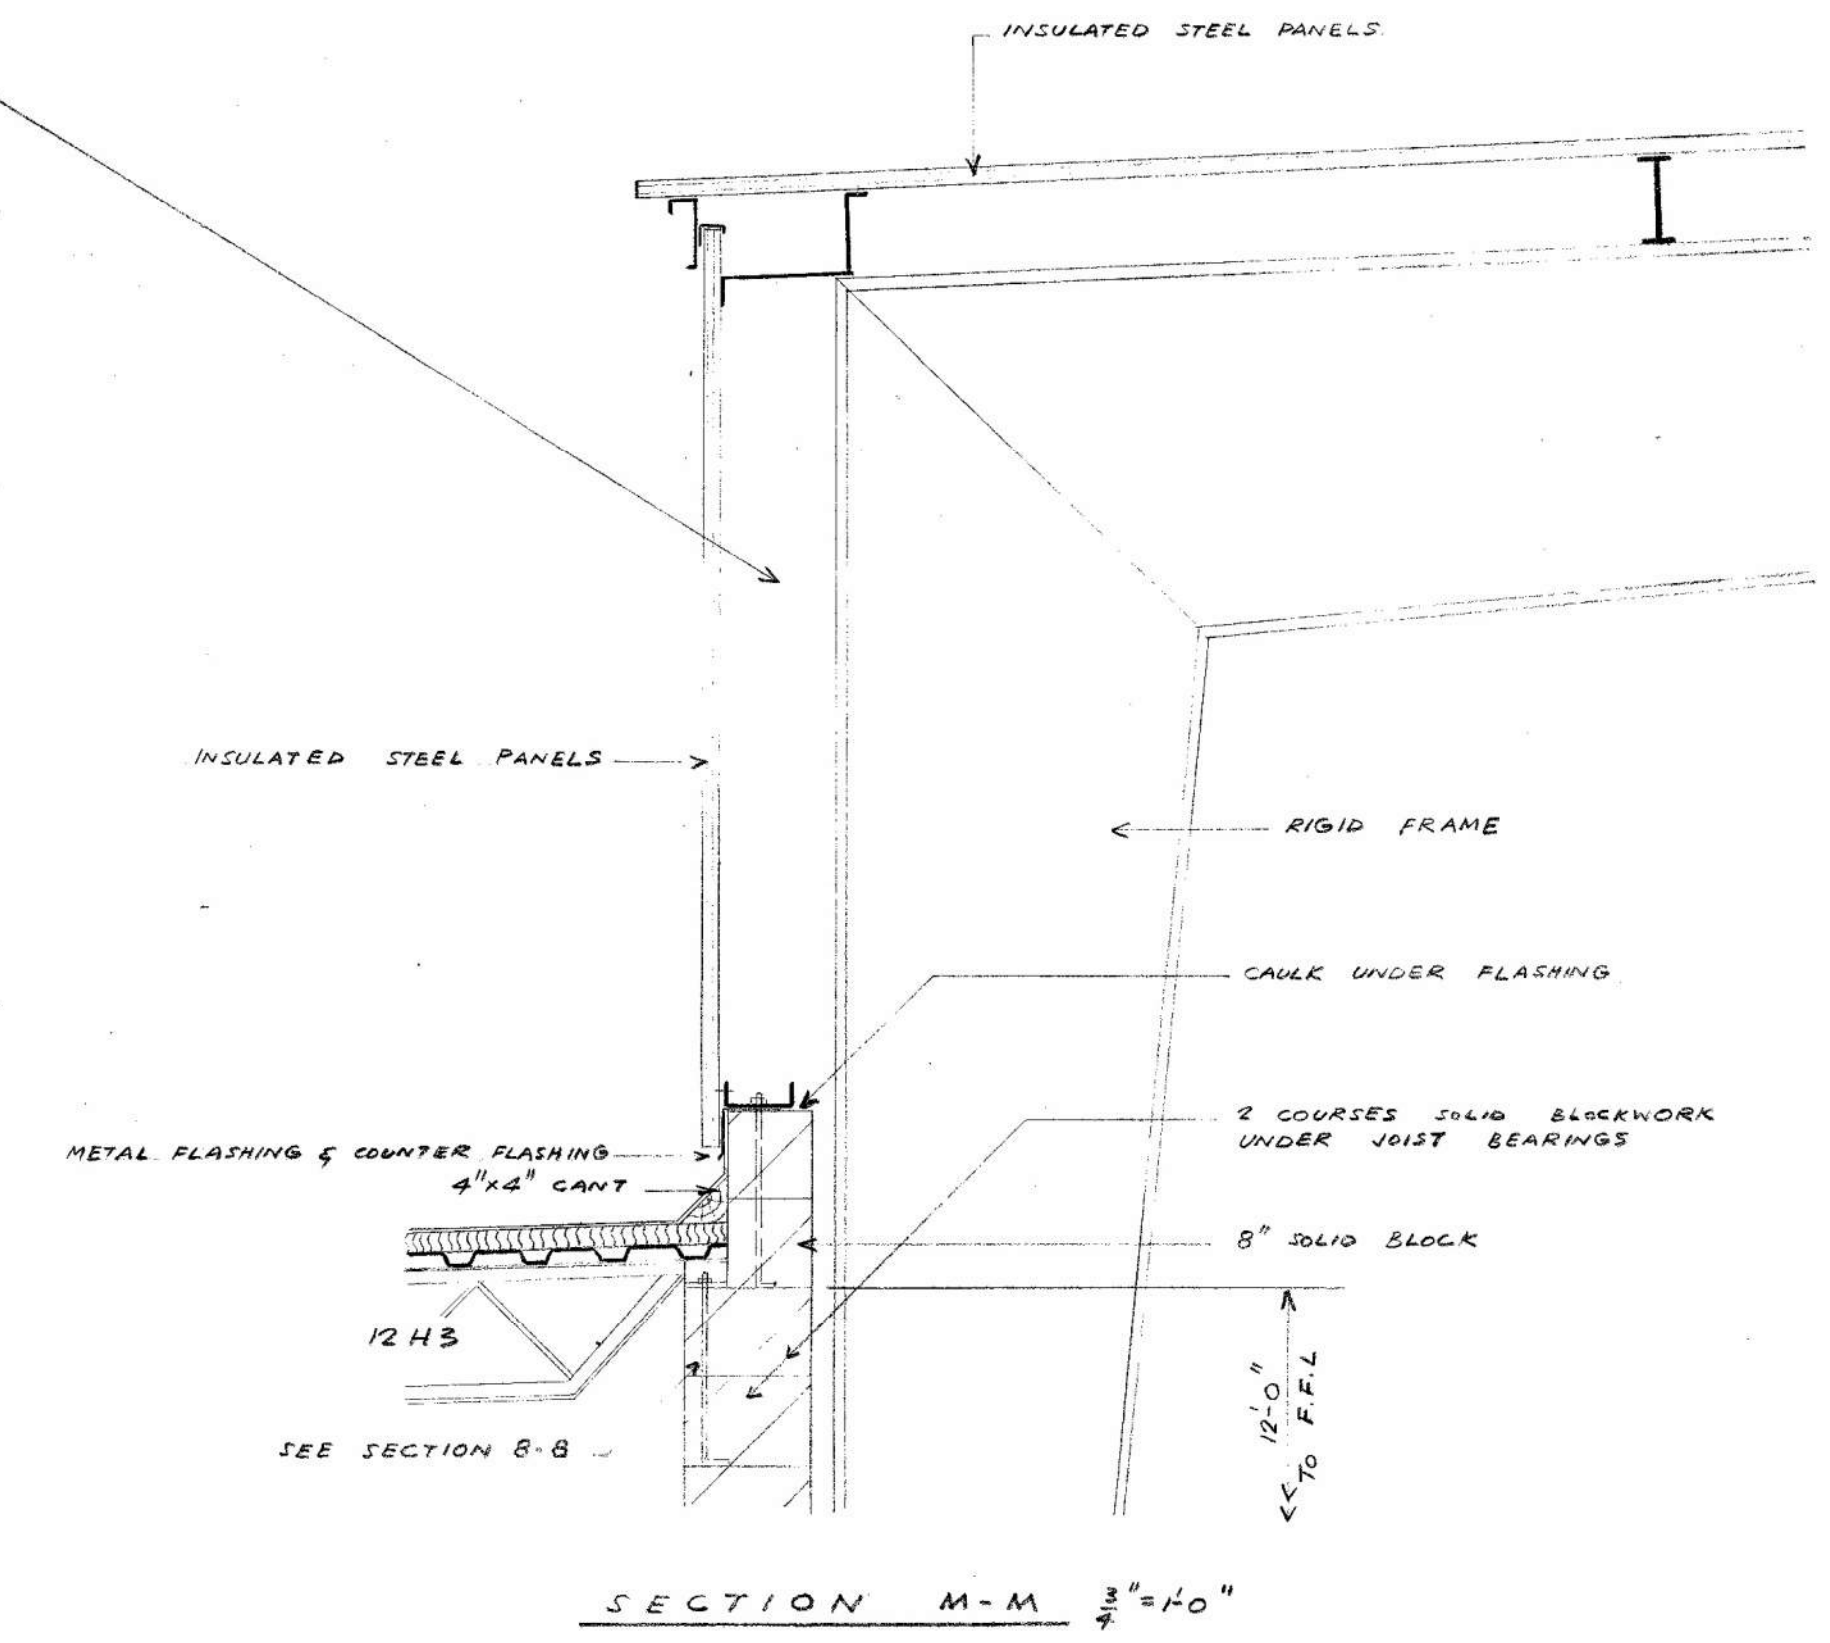 INSULATED STEEL PANELS.
INSULATED STEEL PANELS
RIGID FRAME
CAULK UNDER FLASHING
2 COURSES SOLID BLOCKWORK
UNDER JOIST BEARINGS
METAL FLASHING & COUNTER FLASHING
4"x4" CANT
8" SOLID BLOCK
12 H3
12'-0"
TO F.F.L
SEE SECTION 8-8
SECTION M-M 3/4"=1'-0"